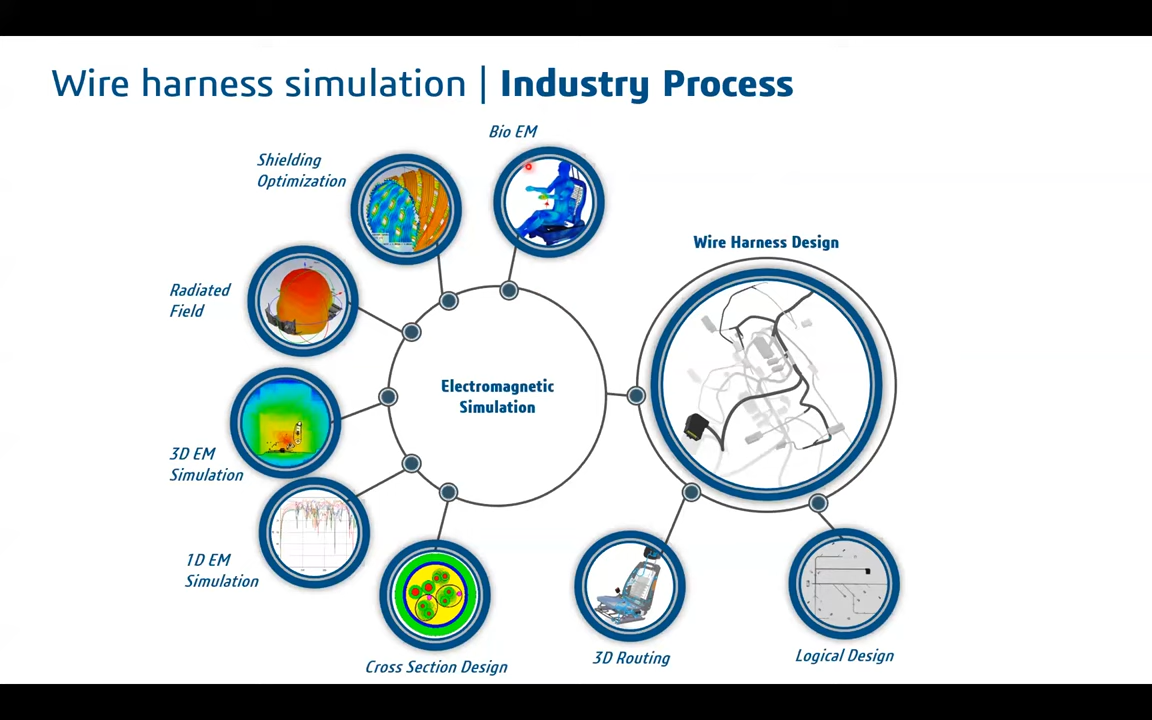 Wire harness simulation | Industry Process
Bio EM
Shielding
Optimization
Wire Harness Design
Radiated
Field
Electromagnetic
Simulation
3D EM
Simulation
1D EM
Simulation
Cross Section Design
3D Routing
Logical Design